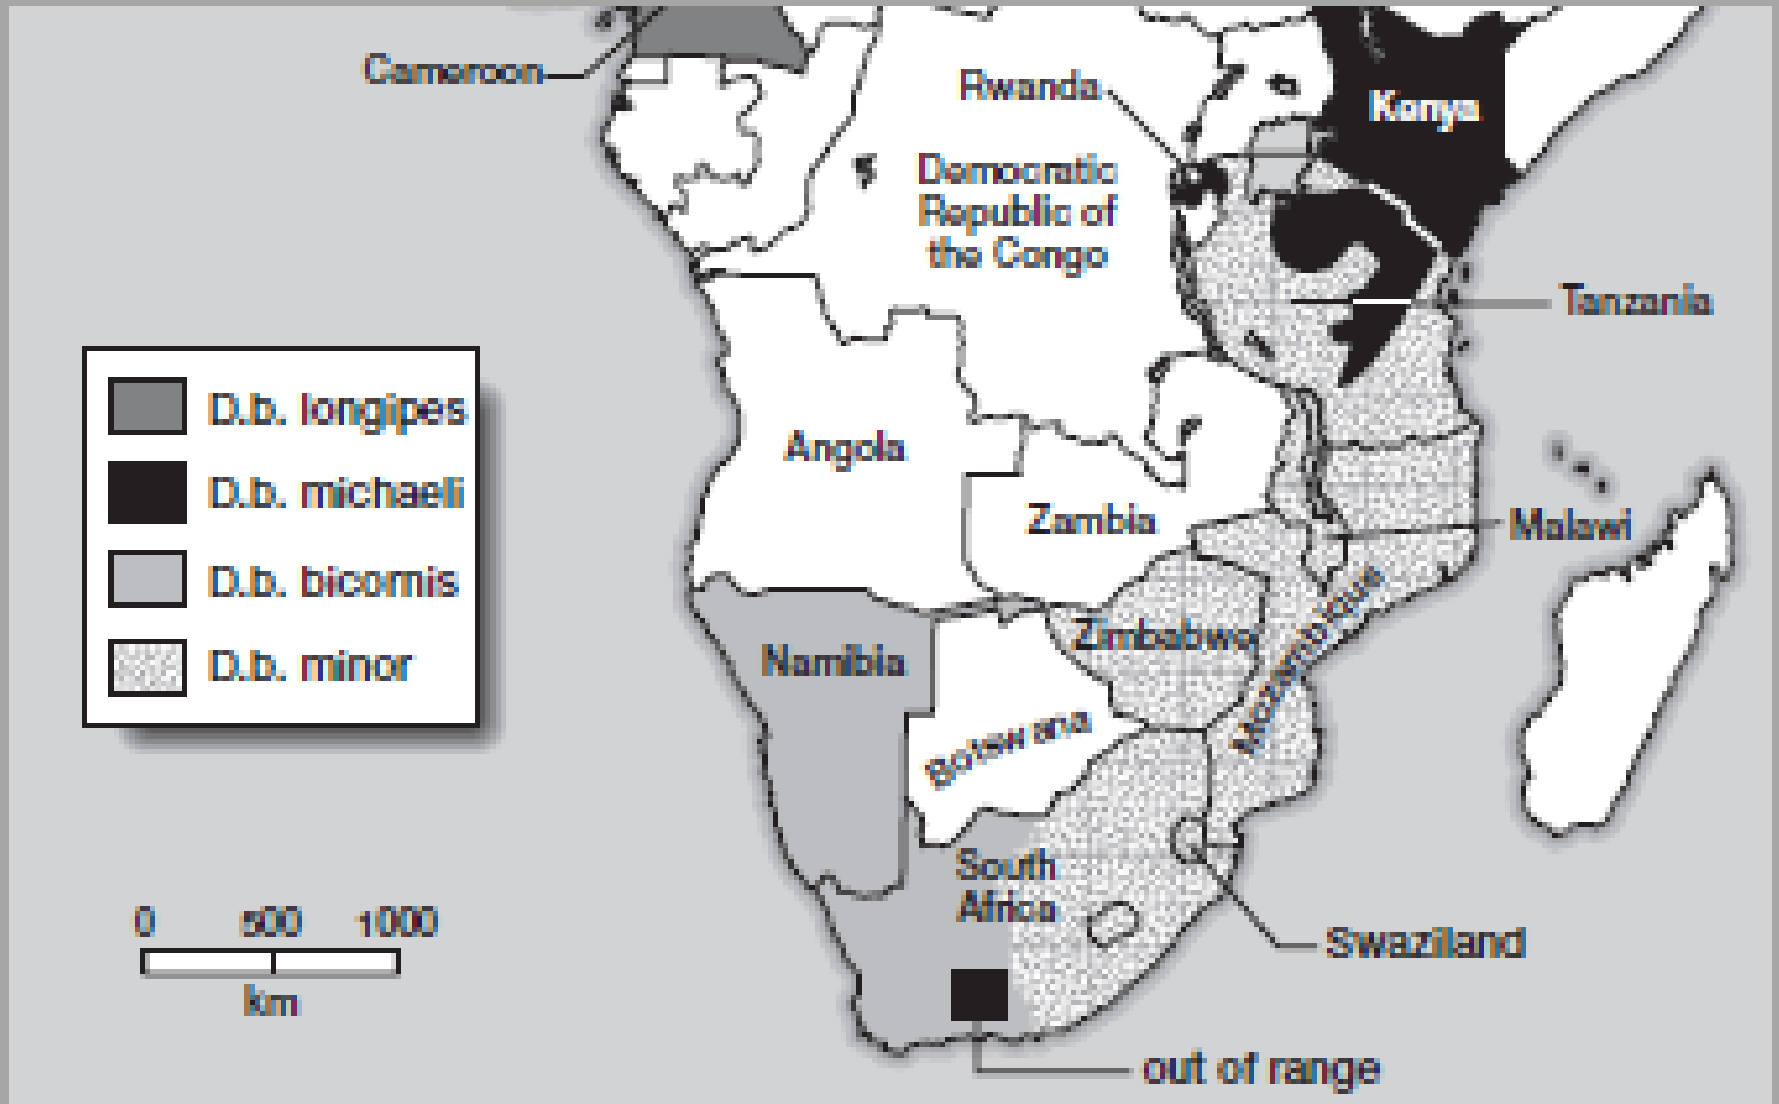 Cameroon
Rwanda
Kenya
Democratic
Republic of
the Congo
Tanzania
D.b. longipes
D.b. michaeli
D.b. bicornis
D.b. minor
Angola
Zambia
Malawi
Namibia
Zimbabwe
Mozambique
Botswana
South
Africa
0 500 1000
km
Swaziland
out of range